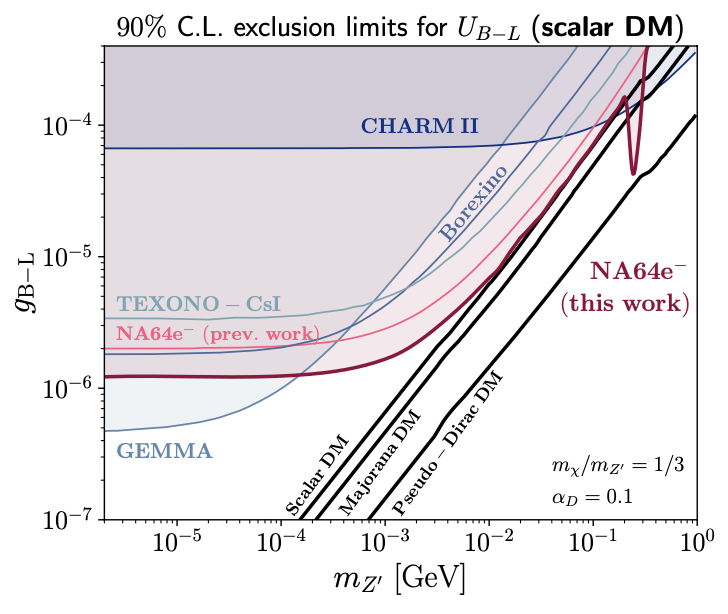 90% C.L. exclusion limits for U_{B−L} (scalar DM)
10^{−4}
10^{−5}
10^{−6}
10^{−7}
g_{B−L}
CHARM II
Borexino
TEXONO − CsI
NA64e^− (prev. work)
NA64e^−
(this work)
GEMMA
Scalar DM
Majorana DM
Pseudo − Dirac DM
m_χ/m_{Z′} = 1/3
α_D = 0.1
10^{−5} 10^{−4} 10^{−3} 10^{−2} 10^{−1} 10^0
m_{Z′} [GeV]